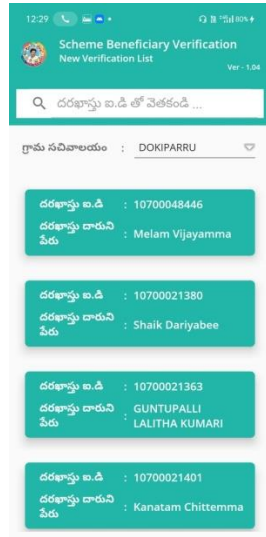 12:29 80%
Scheme Beneficiary Verification
New Verification List
Ver - 1.04
దరఖాస్తు ఐ.డి తో వెతకండి ...
గ్రామ సచివాలయం : DOKIPARRU
దరఖాస్తు ఐ.డి : 10700048446
దరఖాస్తు దారుని పేరు : Melam Vijayamma
దరఖాస్తు ఐ.డి : 10700021380
దరఖాస్తు దారుని పేరు : Shaik Dariyabee
దరఖాస్తు ఐ.డి : 10700021363
దరఖాస్తు దారుని పేరు : GUNTUPALLI LALITHA KUMARI
దరఖాస్తు ఐ.డి : 10700021401
దరఖాస్తు దారుని పేరు : Kanatam Chittemma